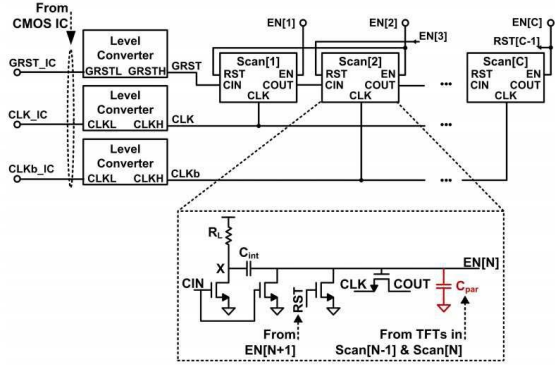 From
CMOS IC
GRST_IC
Level
Converter
GRSTL GRSTH
GRST
CLK_IC
Level
Converter
CLKL CLKH
CLK
CLKb_IC
Level
Converter
CLKL CLKH
CLKb
EN[1]
Scan[1]
RST EN
CIN COUT
CLK
EN[2]
EN[3]
Scan[2]
RST EN
CIN COUT
CLK
...
...
...
EN[C]
RST[C-1]
Scan[C]
RST EN
CIN COUT
CLK
RL
X
Cint
CIN
RST
CLK COUT
EN[N]
Cpar
From
EN[N+1]
From TFTs in
Scan[N-1] & Scan[N]